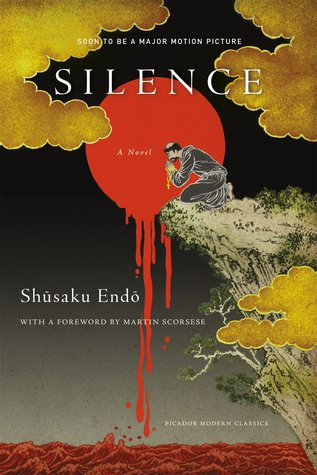 SOON TO BE A MAJOR MOTION PICTURE
SILENCE
A Novel
Shūsaku Endō
WITH A FOREWORD BY MARTIN SCORSESE
PICADOR MODERN CLASSICS